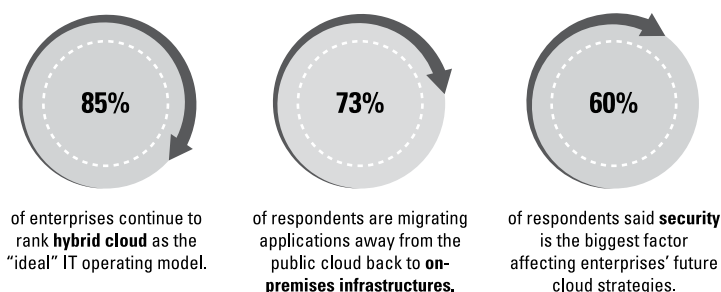 85%
of enterprises continue to
rank hybrid cloud as the
“ideal” IT operating model.
73%
of respondents are migrating
applications away from the
public cloud back to on-
premises infrastructures.
60%
of respondents said security
is the biggest factor
affecting enterprises’ future
cloud strategies.